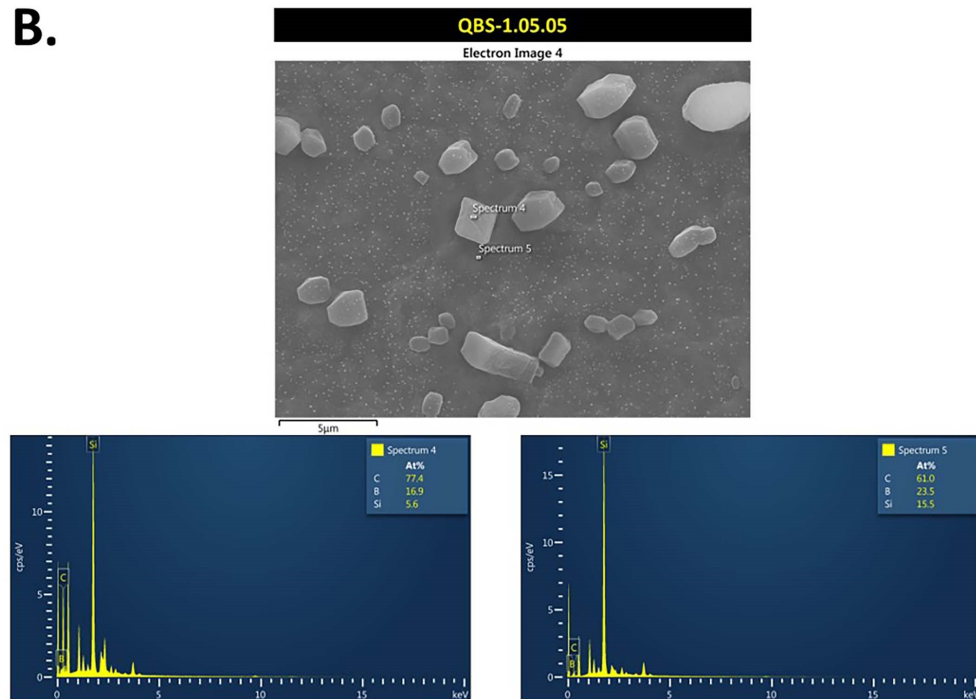 B.
QBS-1.05.05
Electron Image 4
Spectrum 4
Spectrum 5
5µm
Si
Spectrum 4
At%
C 77.4
B 16.9
Si 5.6
10
cps/eV
C
5
B
0
0 5 10 15 keV
Si
Spectrum 5
At%
C 61.0
B 23.5
Si 15.5
15
10
cps/eV
5
C
B
0
0 5 10 15 keV